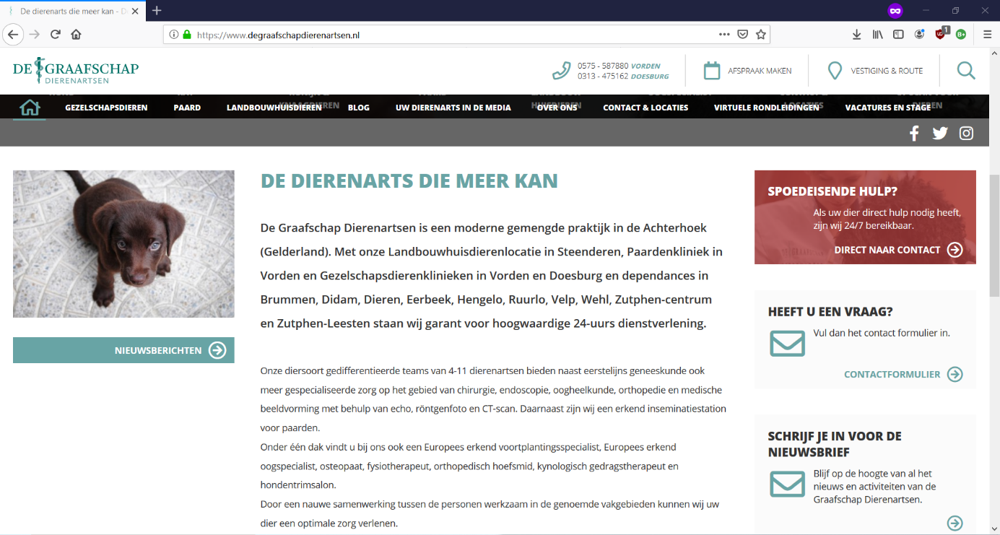 De dierenarts die meer kan - De
https://www.degraafschapdierenartsen.nl
1
DE GRAAFSCHAP
DIERENARTSEN
0575 - 587880 VORDEN
0313 - 475162 DOESBURG
AFSPRAAK MAKEN
VESTIGING & ROUTE
GEZELSCHAPSDIEREN PAARD LANDBOUWHUISDIEREN BLOG UW DIERENARTS IN DE MEDIA OVER ONS CONTACT & LOCATIES VIRTUELE RONDLEIDINGEN VACATURES EN STAGE
NIEUWSBERICHTEN
DE DIERENARTS DIE MEER KAN
De Graafschap Dierenartsen is een moderne gemengde praktijk in de Achterhoek
(Gelderland). Met onze Landbouwhuisdierenlocatie in Steenderen, Paardenkliniek in
Vorden en Gezelschapsdierenklinieken in Vorden en Doesburg en dependances in
Brummen, Didam, Dieren, Eerbeek, Hengelo, Ruurlo, Velp, Wehl, Zutphen-centrum
en Zutphen-Leesten staan wij garant voor hoogwaardige 24-uurs dienstverlening.
Onze diersoort gedifferentieerde teams van 4-11 dierenartsen bieden naast eerstelijns geneeskunde ook
meer gespecialiseerde zorg op het gebied van chirurgie, endoscopie, oogheelkunde, orthopedie en medische
beeldvorming met behulp van echo, röntgenfoto en CT-scan. Daarnaast zijn wij een erkend inseminatiestation
voor paarden.
Onder één dak vindt u bij ons ook een Europees erkend voortplantingsspecialist, Europees erkend
oogspecialist, osteopaat, fysiotherapeut, orthopedisch hoefsmid, kynologisch gedragstherapeut en
hondentrimsalon.
Door een nauwe samenwerking tussen de personen werkzaam in de genoemde vakgebieden kunnen wij uw
dier een optimale zorg verlenen.
SPOEDEISENDE HULP?
Als uw dier direct hulp nodig heeft,
zijn wij 24/7 bereikbaar.
DIRECT NAAR CONTACT
HEEFT U EEN VRAAG?
Vul dan het contact formulier in.
CONTACTFORMULIER
SCHRIJF JE IN VOOR DE
NIEUWSBRIEF
Blijf op de hoogte van al het
nieuws en activiteiten van de
Graafschap Dierenartsen.